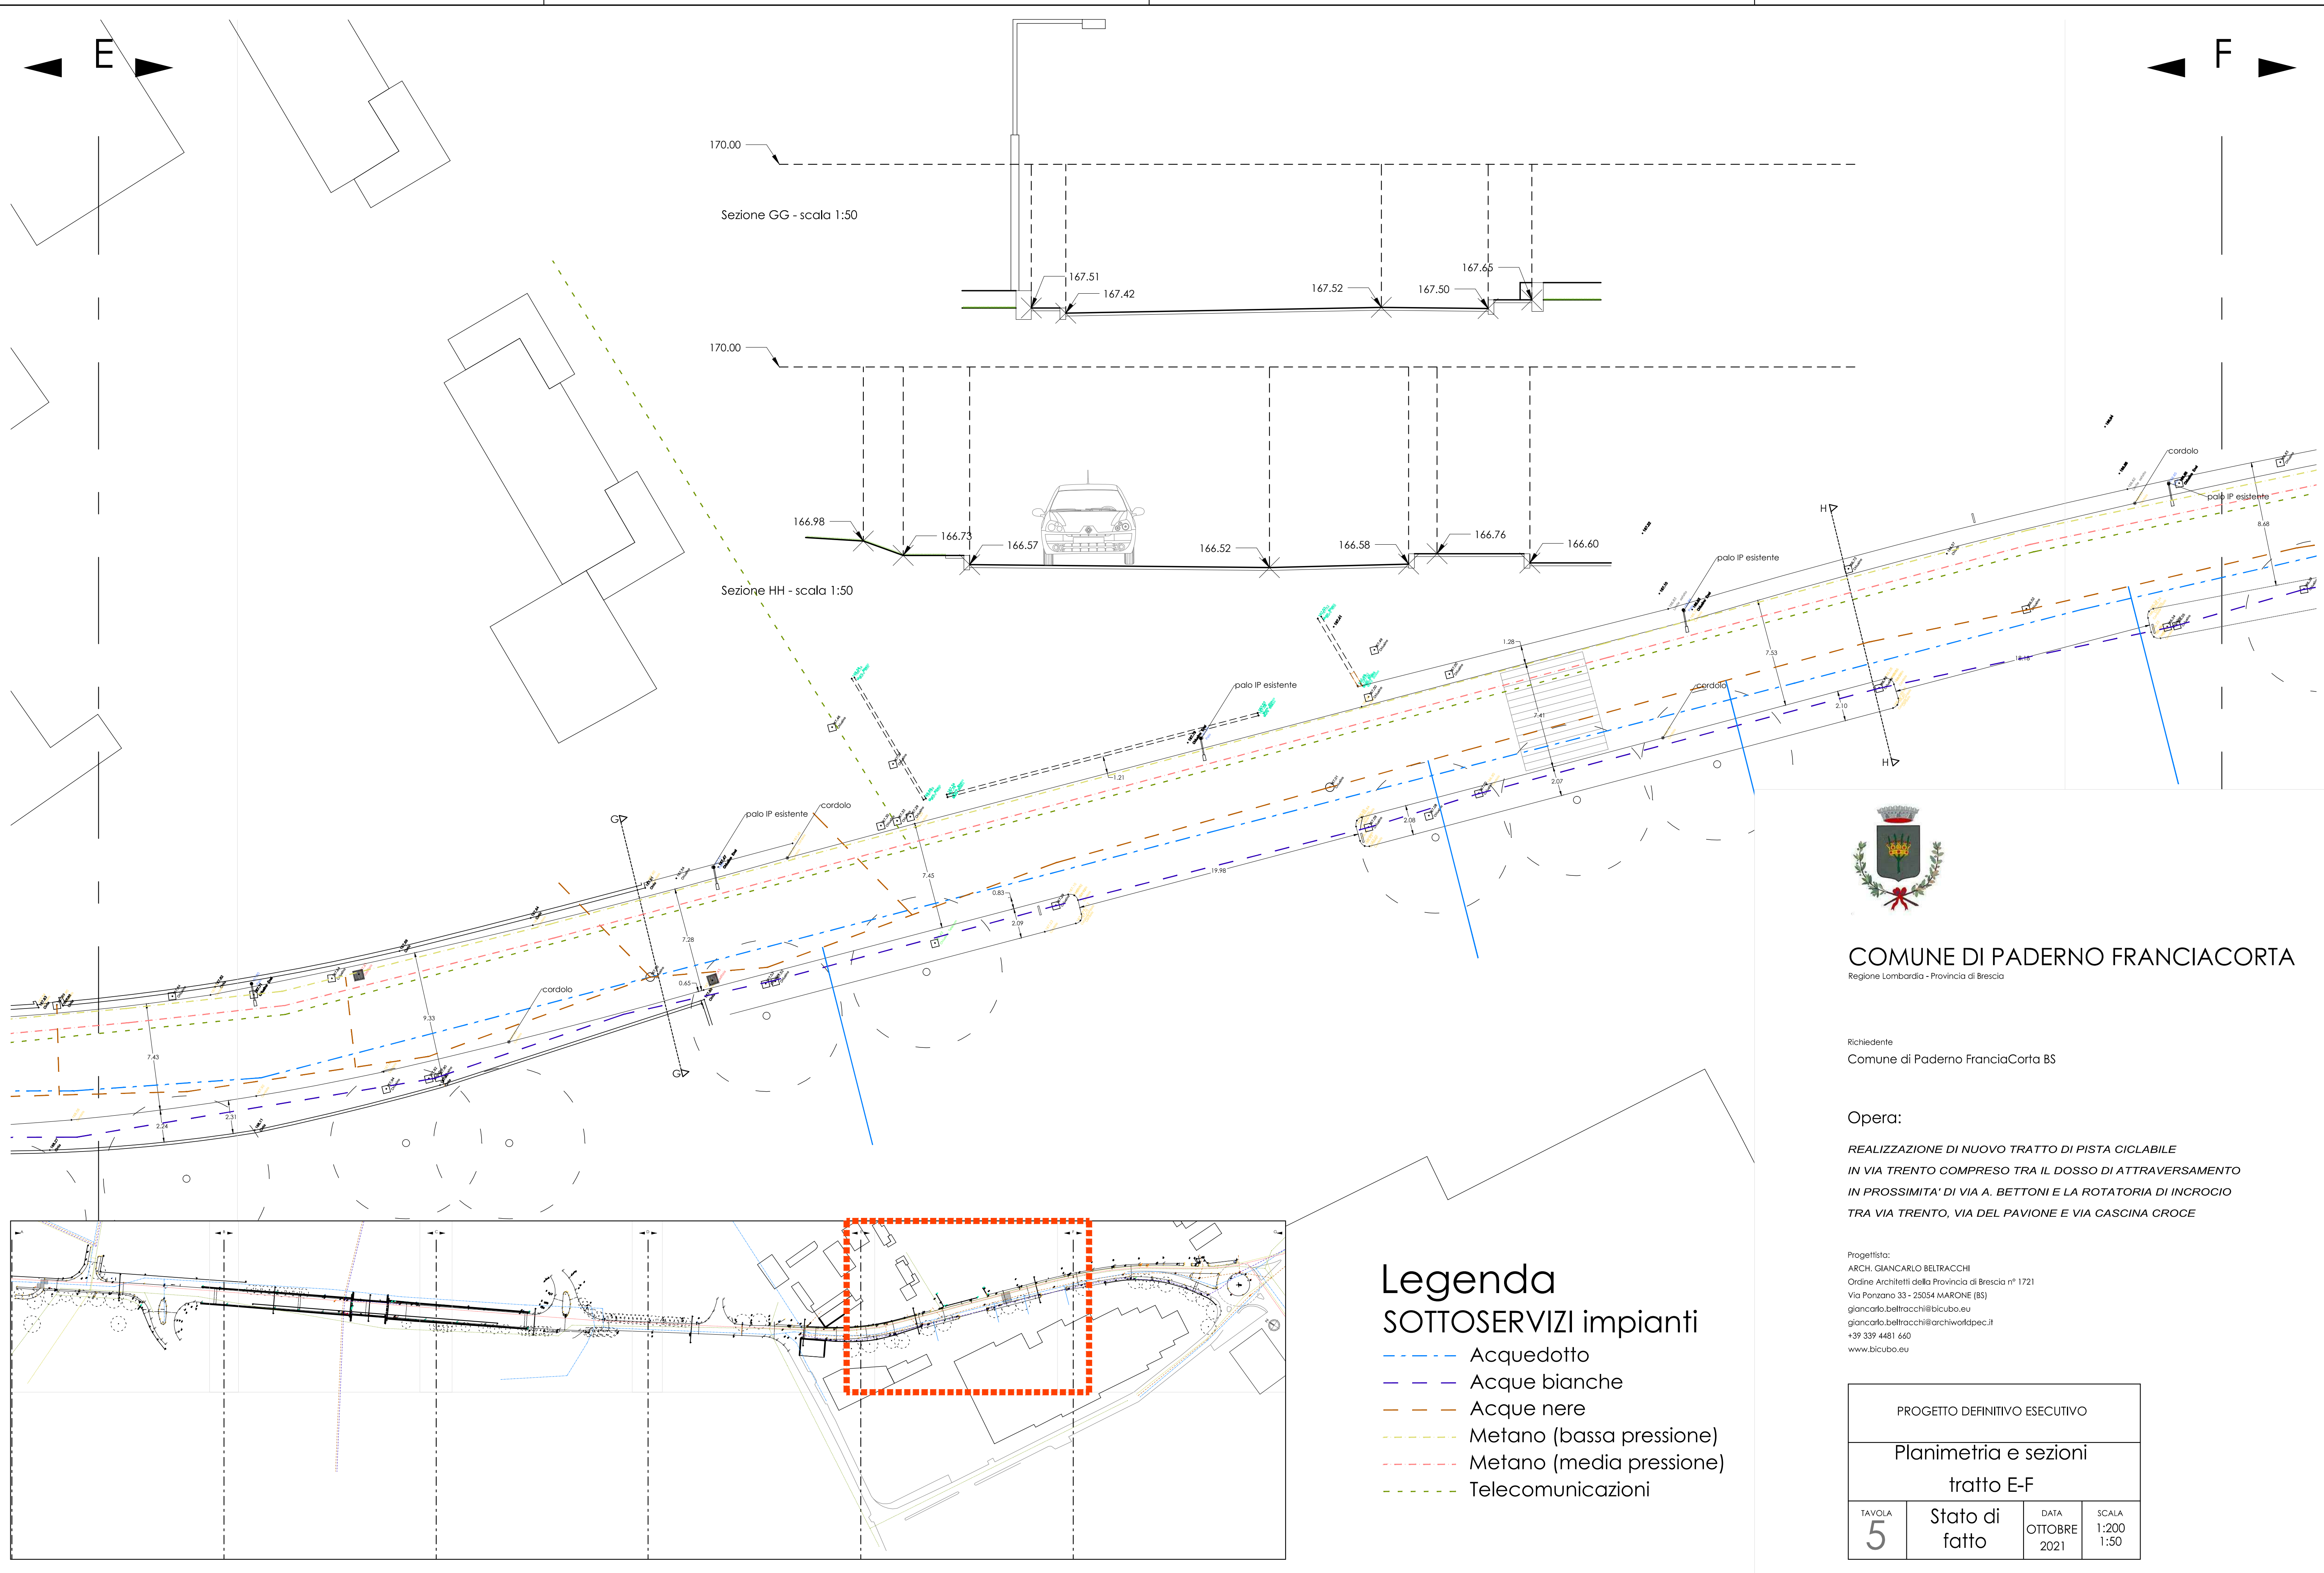 E
F
170.00
Sezione GG - scala 1:50
167.51
167.42
167.52
167.50
167.65
170.00
166.98
166.73
166.57
166.52
166.58
166.76
166.60
Sezione HH - scala 1:50
cordolo
palo IP esistente
8.68
H
palo IP esistente
1.28
7.53
18.16
cordolo
palo IP esistente
7.41
2.10
H
1.21
2.07
G
palo IP esistente
cordolo
2.08
7.45
19.98
0.83
2.09
7.28
0.65
cordolo
9.33
7.43
G
2.31
2.24
COMUNE DI PADERNO FRANCIACORTA
Regione Lombardia - Provincia di Brescia
Richiedente
Comune di Paderno FranciaCorta BS
Opera:
REALIZZAZIONE DI NUOVO TRATTO DI PISTA CICLABILE
IN VIA TRENTO COMPRESO TRA IL DOSSO DI ATTRAVERSAMENTO
IN PROSSIMITA' DI VIA A. BETTONI E LA ROTATORIA DI INCROCIO
TRA VIA TRENTO, VIA DEL PAVIONE E VIA CASCINA CROCE
Progettista:
ARCH. GIANCARLO BELTRACCHI
Ordine Architetti della Provincia di Brescia n° 1721
Via Ponzano 33 - 25054 MARONE (BS)
giancarlo.beltracchi@bicubo.eu
giancarlo.beltracchi@archiworldpec.it
+39 339 4481 660
www.bicubo.eu
Legenda
SOTTOSERVIZI impianti
Acquedotto
Acque bianche
Acque nere
Metano (bassa pressione)
Metano (media pressione)
Telecomunicazioni
PROGETTO DEFINITIVO ESECUTIVO
Planimetria e sezioni
tratto E-F
TAVOLA
5
Stato di
fatto
DATA
OTTOBRE
2021
SCALA
1:200
1:50